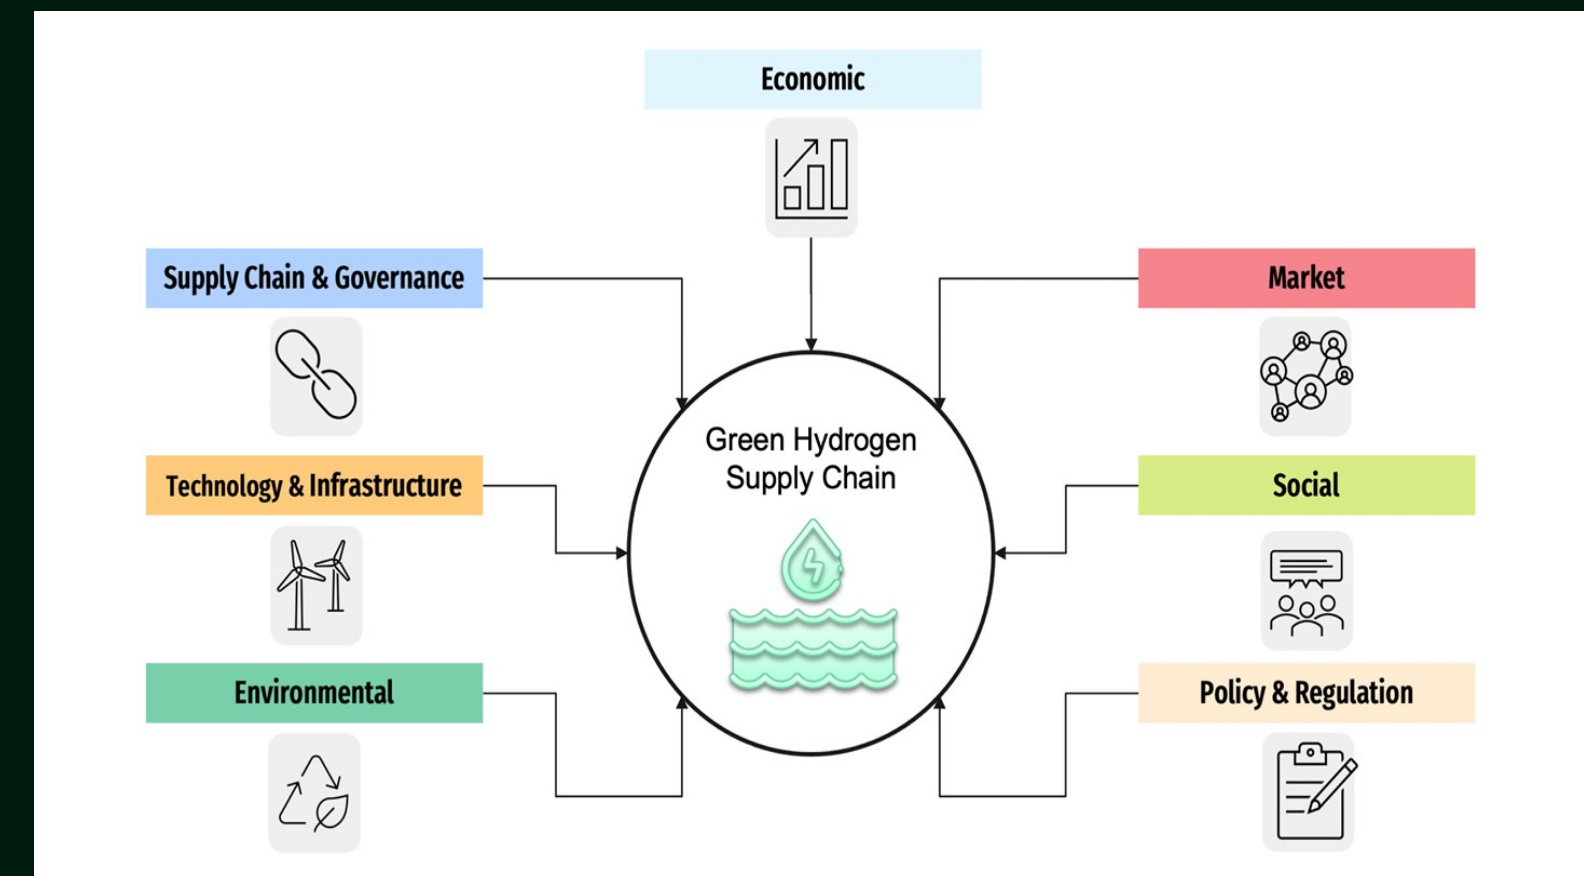 Economic
Supply Chain & Governance
Market
Green Hydrogen
Supply Chain
Technology & Infrastructure
Social
Environmental
Policy & Regulation